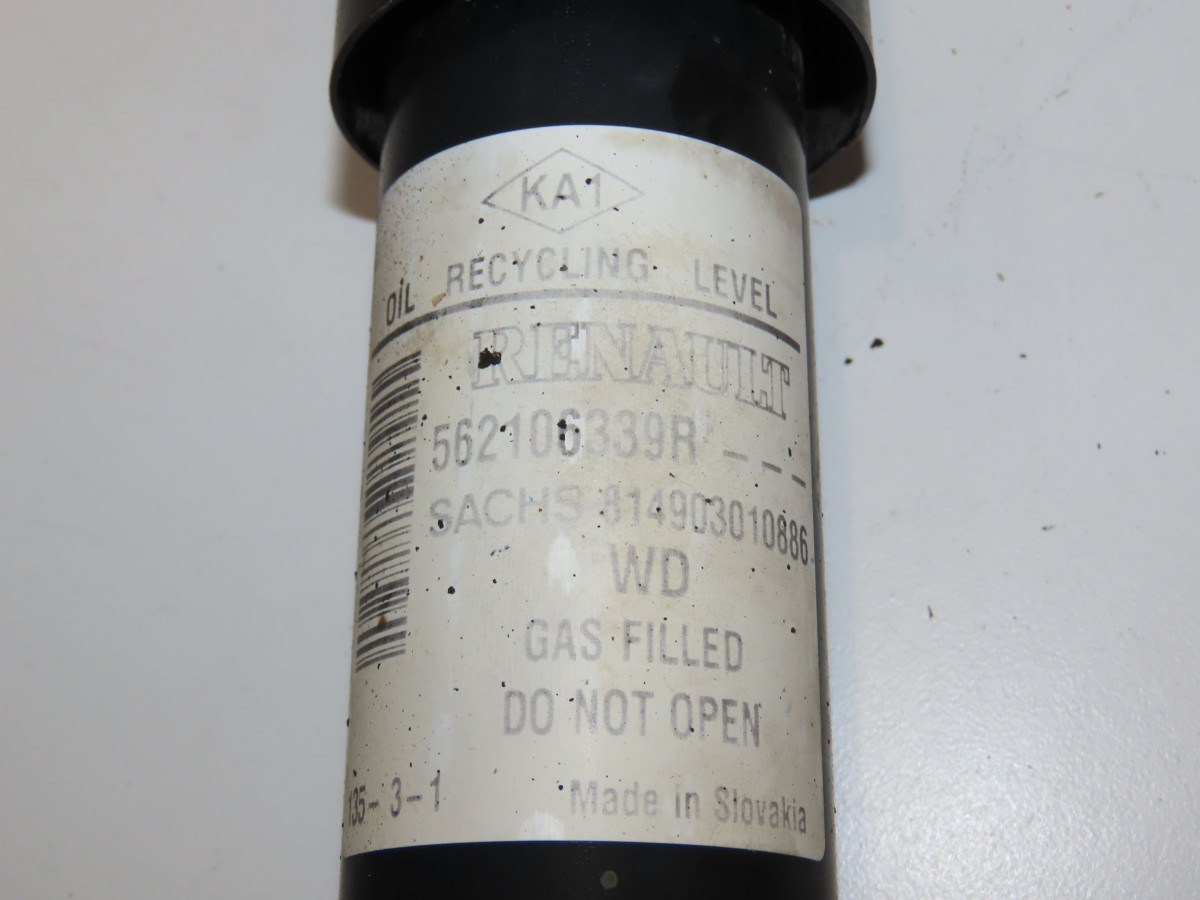 KA1
OIL RECYCLING LEVEL
RENAULT
562106339R ---
SACHS 814903010886
WD
GAS FILLED
DO NOT OPEN
135-3-1 Made in Slovakia